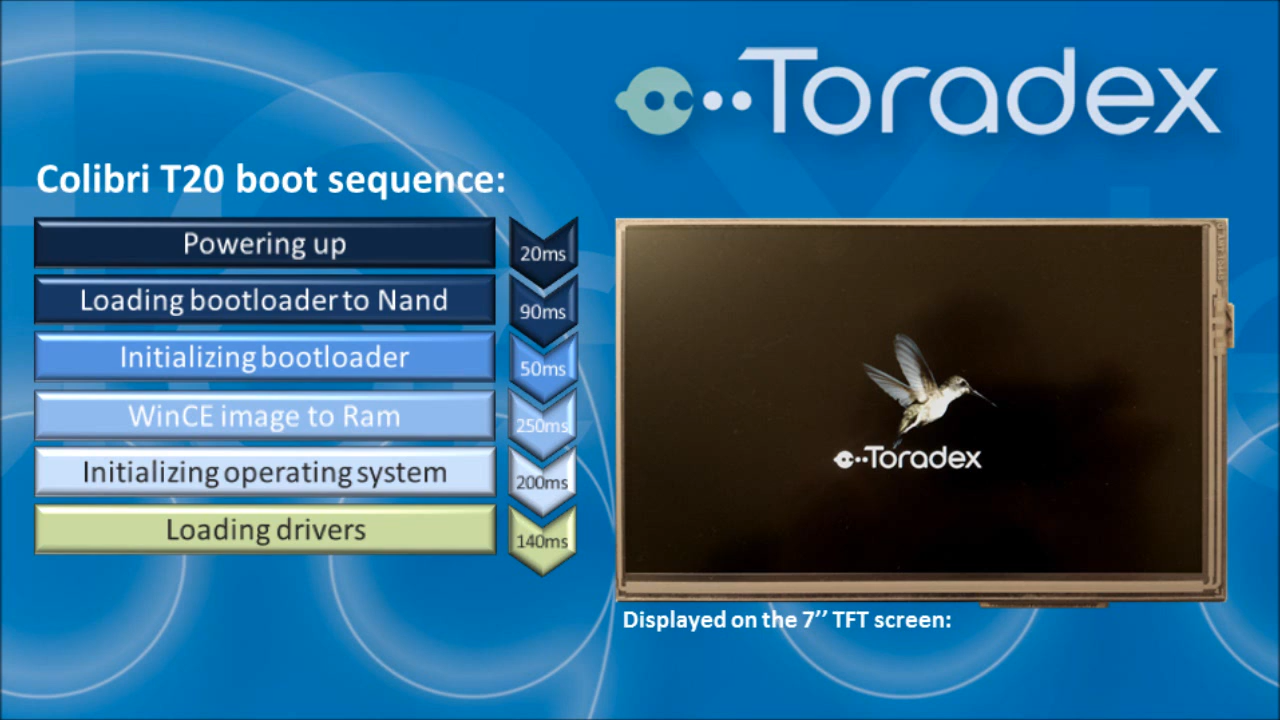 Toradex
Colibri T20 boot sequence:
Powering up
20ms
Loading bootloader to Nand
90ms
Initializing bootloader
50ms
WinCE image to Ram
250ms
Initializing operating system
200ms
Loading drivers
140ms
Toradex
Displayed on the 7’’ TFT screen: